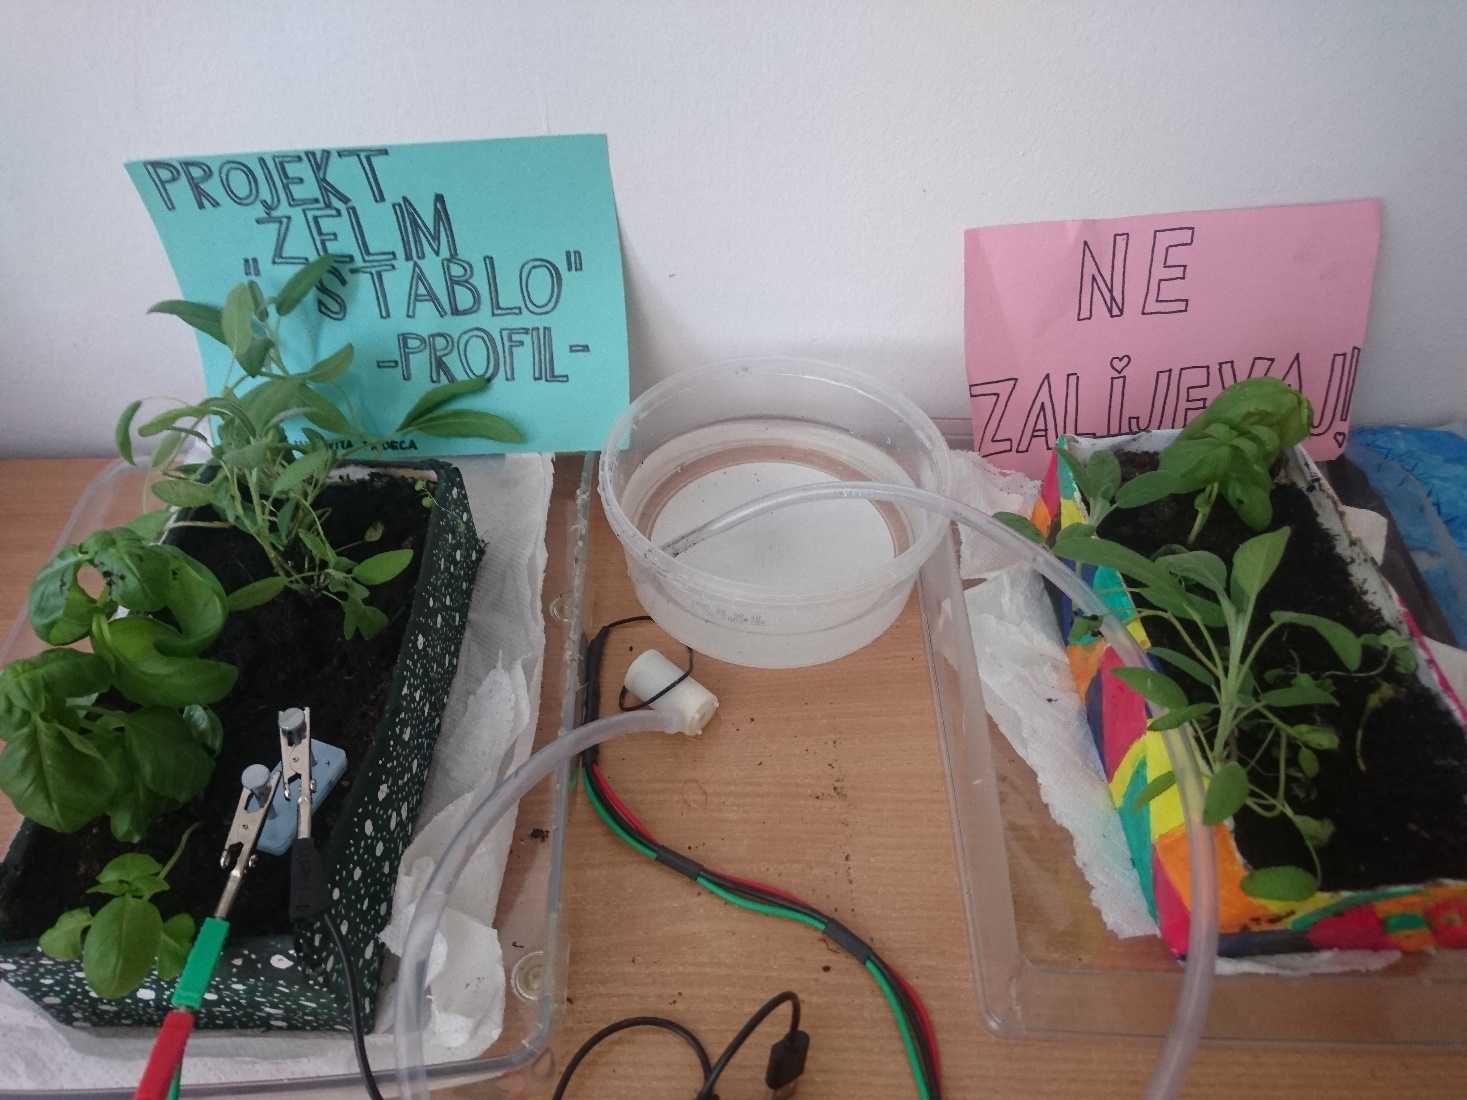 PROJEKT
ŽELIM
"STABLO"
-PROFIL-
NE
ZALIJEVAJ!